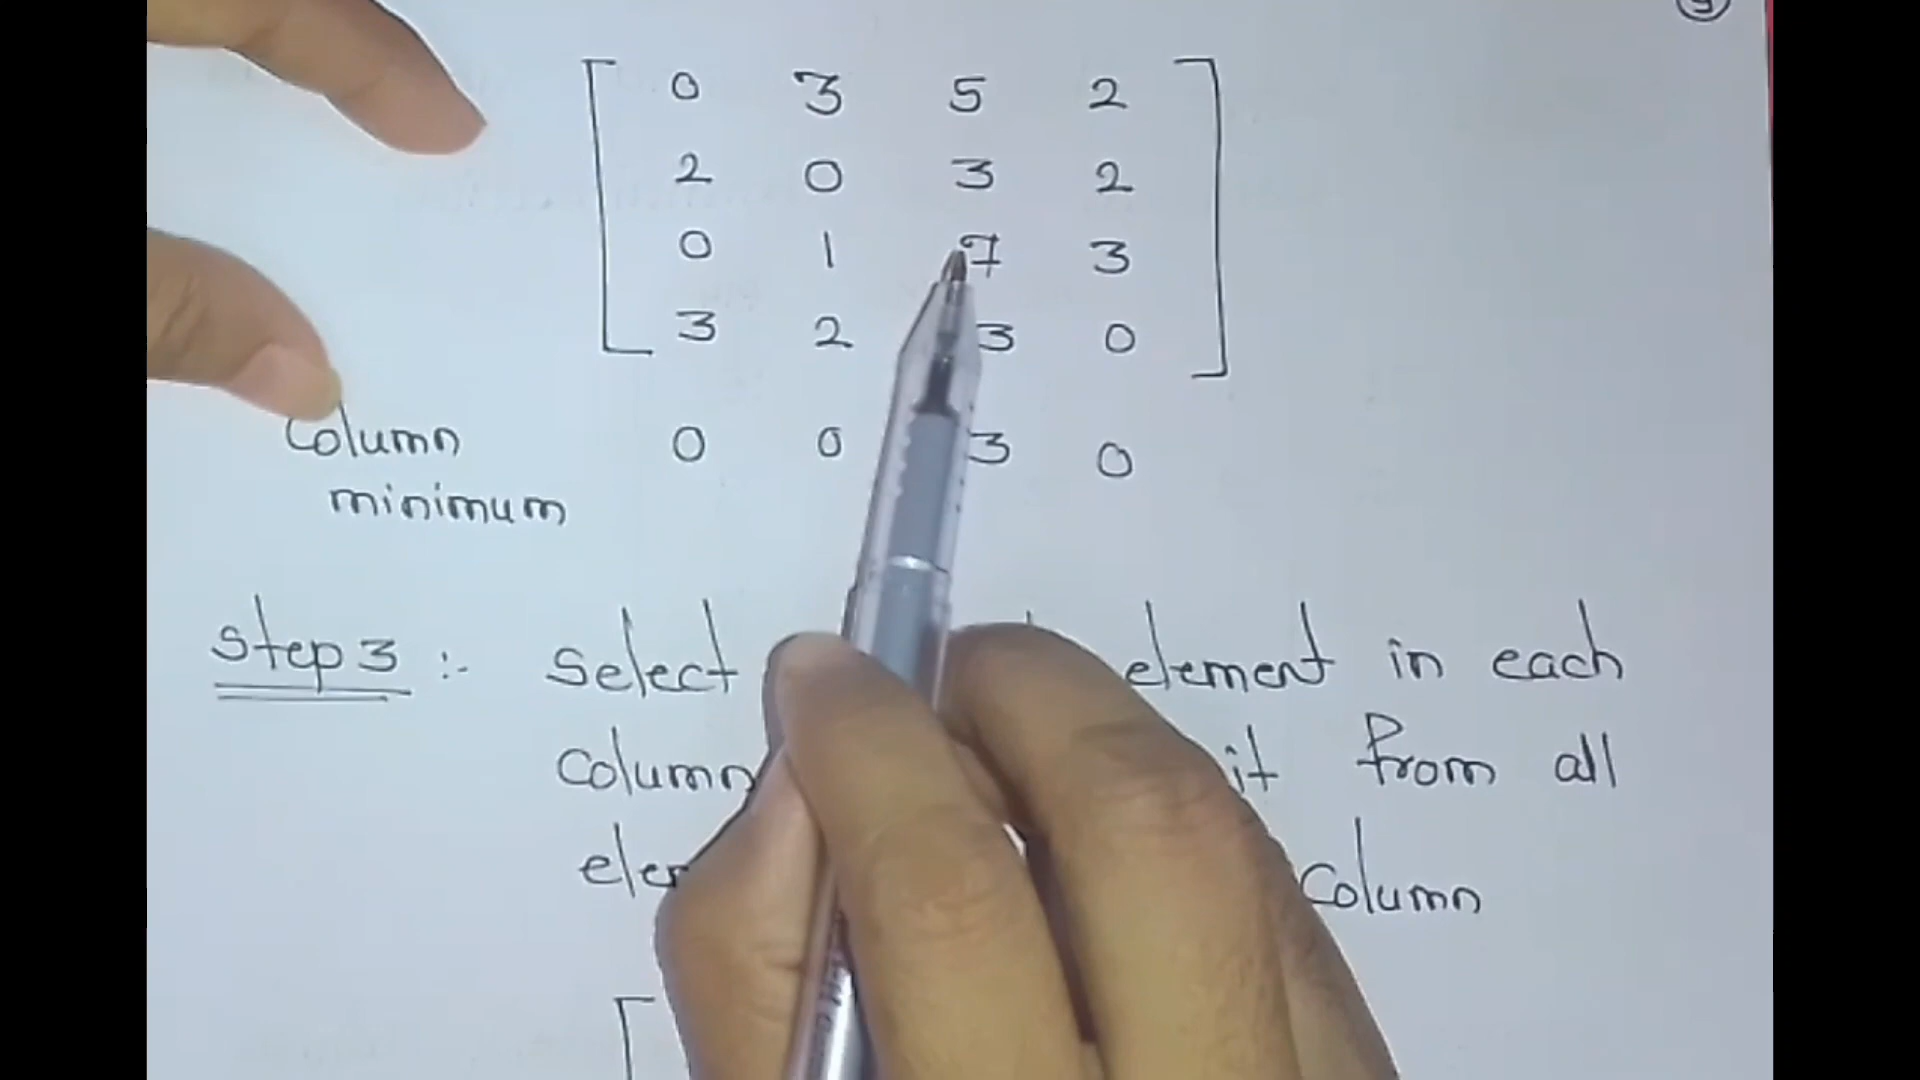 0 3 5 2
2 0 3 2
0 1 7 3
3 2 3 0
Column 0 0 3 0
minimum
Step 3 :- Select element in each
Column it from all
Column